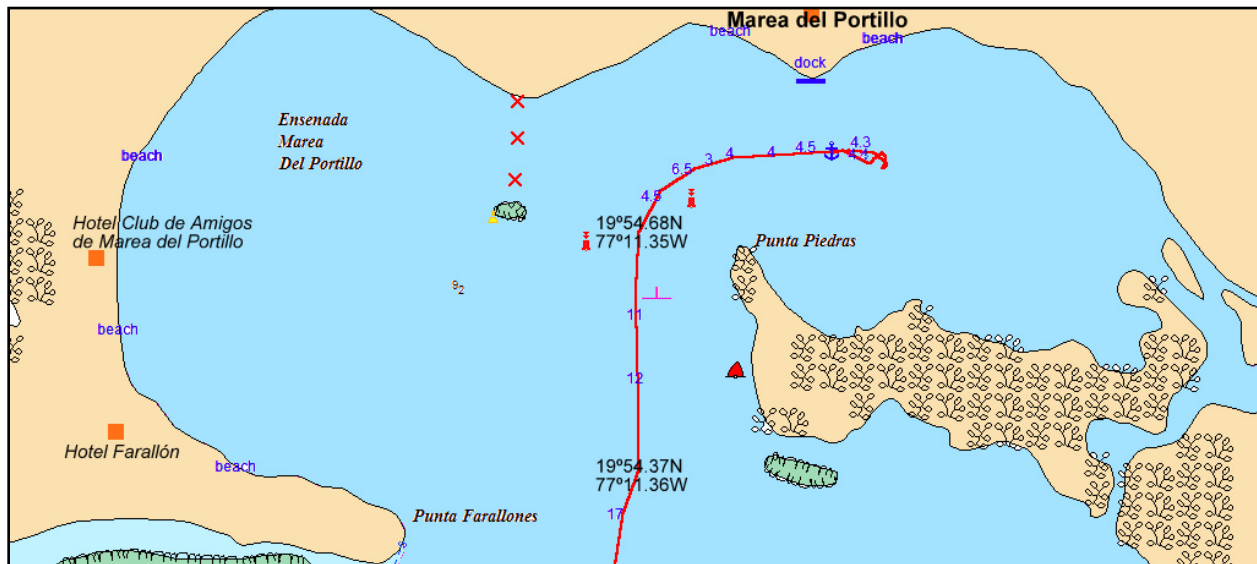 Marea del Portillo
beach
beach
dock
Ensenada
Marea
Del Portillo
beach
4.3
4.5
4
4
3
6.5
4.5
Hotel Club de Amigos
de Marea del Portillo
19º54.68N
77º11.35W
Punta Piedras
9₂
11
beach
12
Hotel Farallón
beach
19º54.37N
77º11.36W
Punta Farallones
17